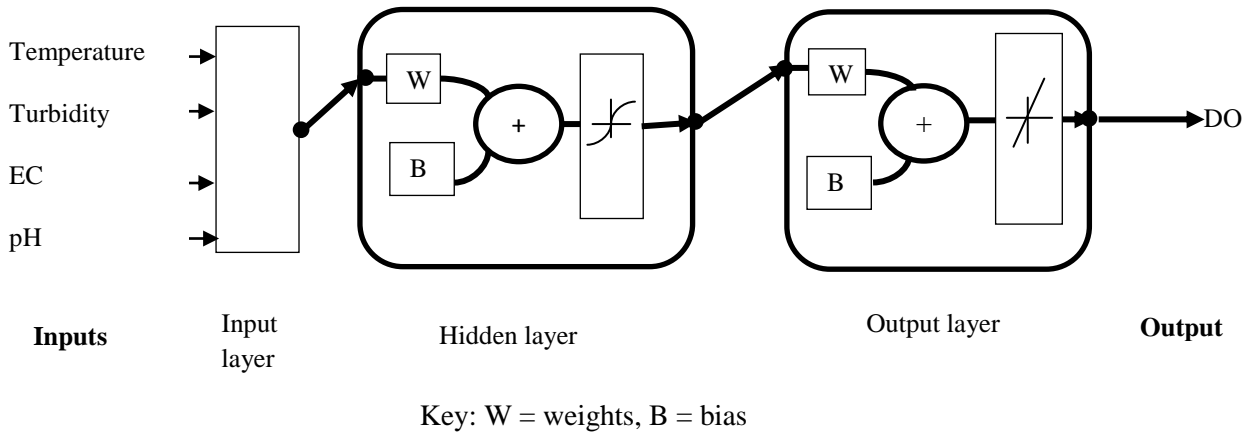 Temperature
Turbidity
EC
pH
W
+
B
W
+
B
DO
Inputs
Input
layer
Hidden layer
Output layer
Output
Key: W = weights, B = bias